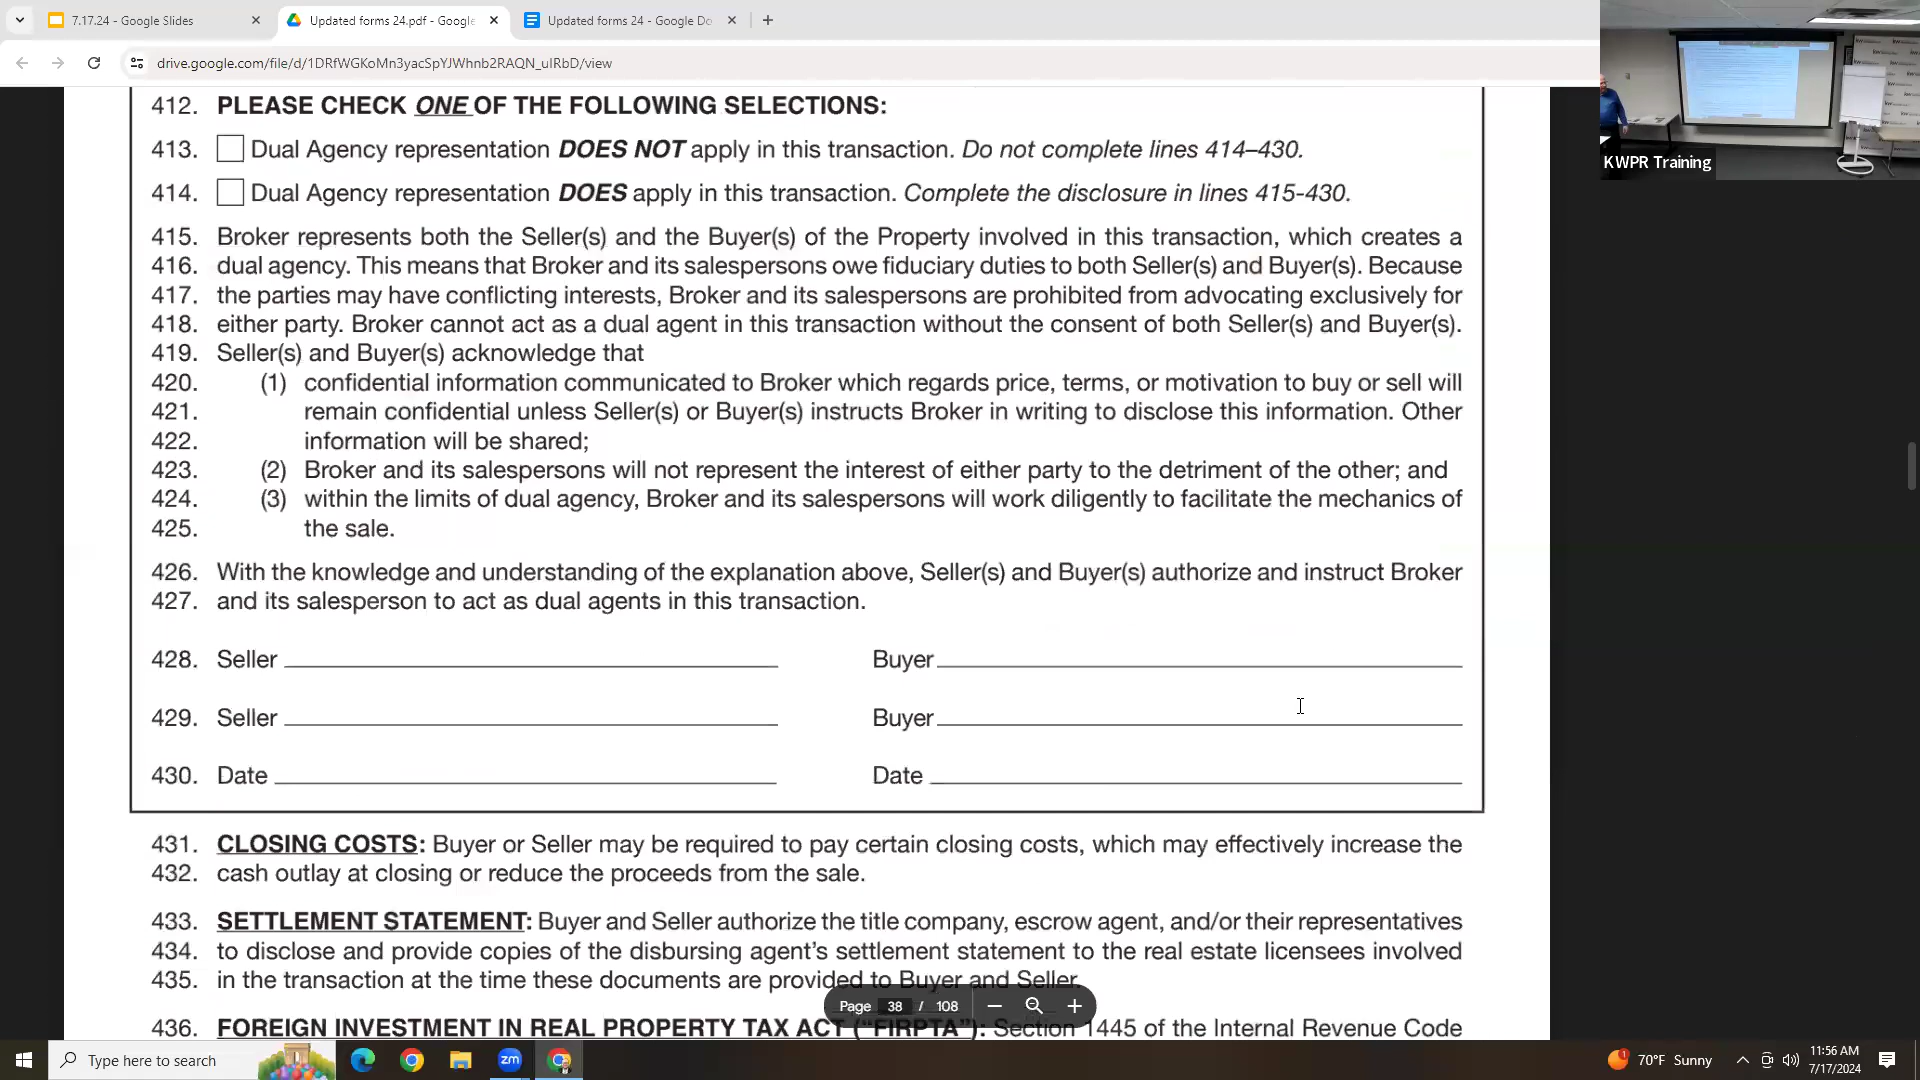 7.17.24 - Google Slides
Updated forms 24.pdf - Google
Updated forms 24 - Google Do
drive.google.com/file/d/1DRfWGKoMn3yacSpYJWhnb2RAQN_uIRbD/view
KWPR Training
412. PLEASE CHECK ONE OF THE FOLLOWING SELECTIONS:
413. Dual Agency representation DOES NOT apply in this transaction. Do not complete lines 414–430.
414. Dual Agency representation DOES apply in this transaction. Complete the disclosure in lines 415-430.
415. Broker represents both the Seller(s) and the Buyer(s) of the Property involved in this transaction, which creates a
416. dual agency. This means that Broker and its salespersons owe fiduciary duties to both Seller(s) and Buyer(s). Because
417. the parties may have conflicting interests, Broker and its salespersons are prohibited from advocating exclusively for
418. either party. Broker cannot act as a dual agent in this transaction without the consent of both Seller(s) and Buyer(s).
419. Seller(s) and Buyer(s) acknowledge that
420. (1) confidential information communicated to Broker which regards price, terms, or motivation to buy or sell will
421. remain confidential unless Seller(s) or Buyer(s) instructs Broker in writing to disclose this information. Other
422. information will be shared;
423. (2) Broker and its salespersons will not represent the interest of either party to the detriment of the other; and
424. (3) within the limits of dual agency, Broker and its salespersons will work diligently to facilitate the mechanics of
425. the sale.
426. With the knowledge and understanding of the explanation above, Seller(s) and Buyer(s) authorize and instruct Broker
427. and its salesperson to act as dual agents in this transaction.
428. Seller Buyer
429. Seller Buyer
430. Date Date
431. CLOSING COSTS: Buyer or Seller may be required to pay certain closing costs, which may effectively increase the
432. cash outlay at closing or reduce the proceeds from the sale.
433. SETTLEMENT STATEMENT: Buyer and Seller authorize the title company, escrow agent, and/or their representatives
434. to disclose and provide copies of the disbursing agent's settlement statement to the real estate licensees involved
435. in the transaction at the time these documents are provided to Buyer and Seller.
Page 38 / 108
436. FOREIGN INVESTMENT IN REAL PROPERTY TAX ACT ("FIRPTA"): Section 1445 of the Internal Revenue Code
Type here to search
zm
70°F Sunny
11:56 AM
7/17/2024